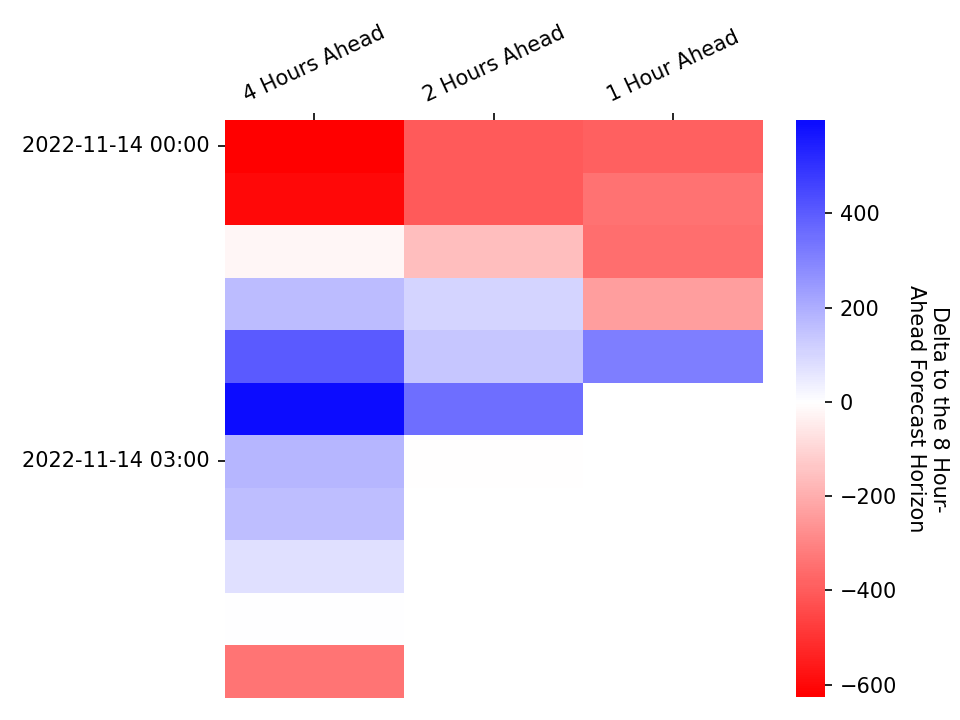 4 Hours Ahead
2 Hours Ahead
1 Hour Ahead
2022-11-14 00:00
2022-11-14 03:00
400
200
0
−200
−400
−600
Delta to the 8 Hour-
Ahead Forecast Horizon